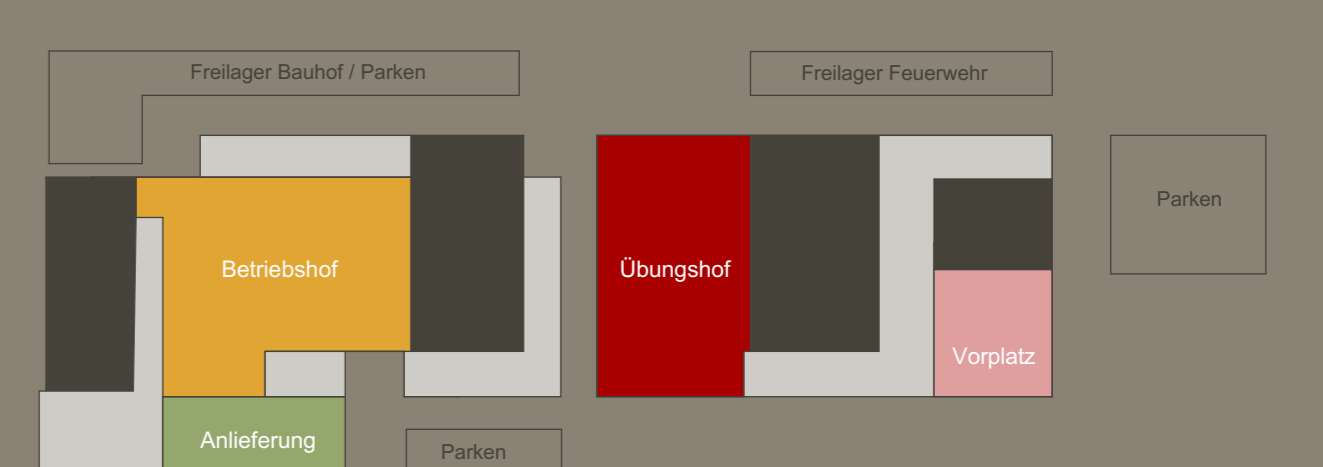 Freilager Bauhof / Parken
Freilager Feuerwehr
Parken
Betriebshof
Übungshof
Vorplatz
Anlieferung
Parken